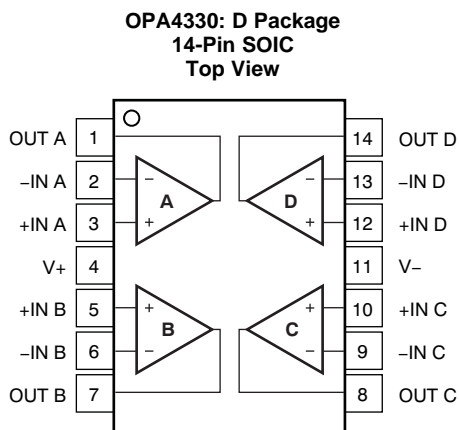 OPA4330: D Package
14-Pin SOIC
Top View
OUT A 1 14 OUT D
−IN A 2 − − 13 −IN D
A D
+IN A 3 + + 12 +IN D
V+ 4 11 V−
+IN B 5 + + 10 +IN C
B C
−IN B 6 − − 9 −IN C
OUT B 7 8 OUT C